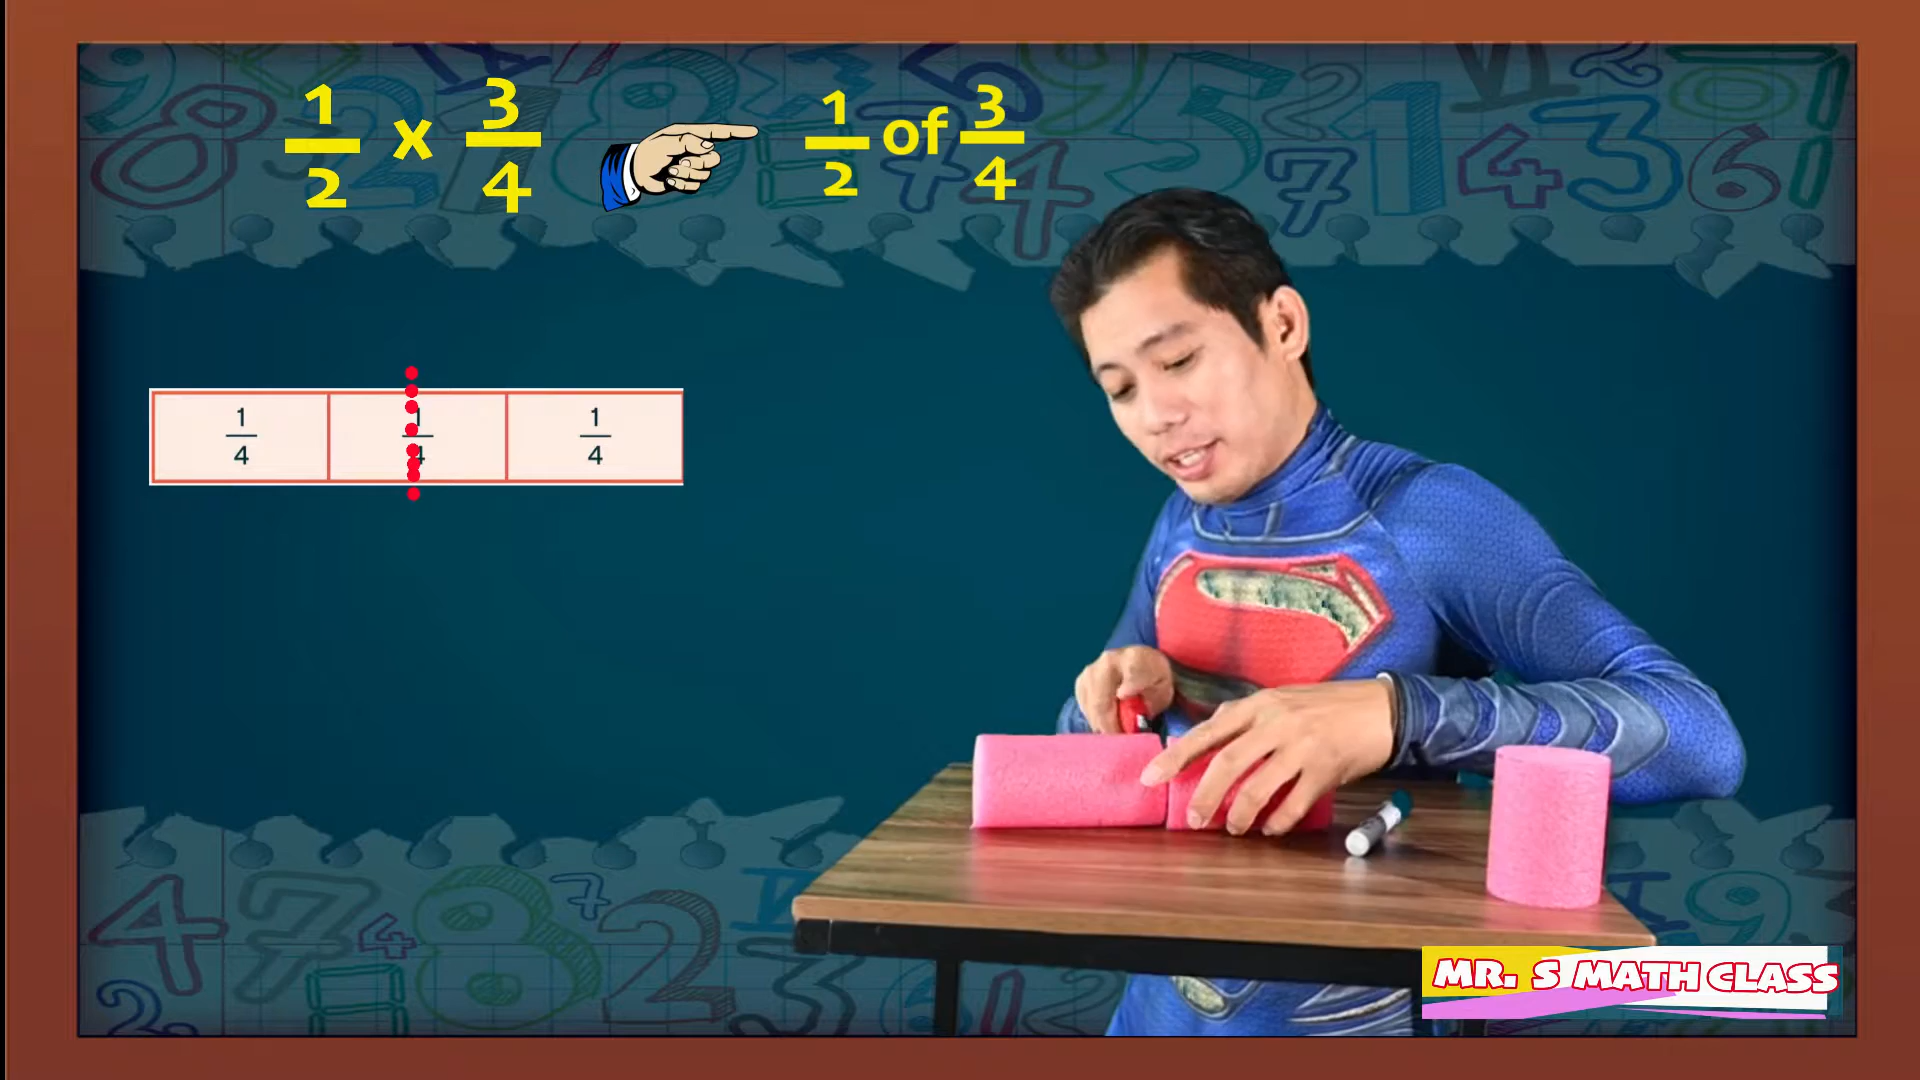 1/2 x 3/4
1/2 of 3/4
1/4 1/4 1/4
MR. S MATH CLASS